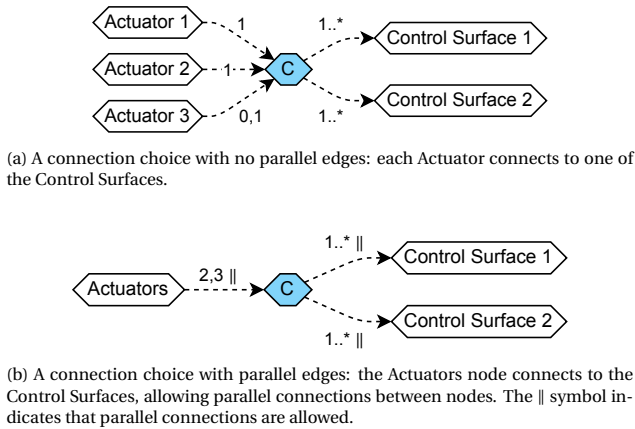 Actuator 1
1
1..*
Control Surface 1
Actuator 2
1
C
Actuator 3
0,1
1..*
Control Surface 2
(a) A connection choice with no parallel edges: each Actuator connects to one of
the Control Surfaces.
1..* ||
Control Surface 1
Actuators
2,3 ||
C
Control Surface 2
1..* ||
(b) A connection choice with parallel edges: the Actuators node connects to the
Control Surfaces, allowing parallel connections between nodes. The ∥ symbol in-
dicates that parallel connections are allowed.